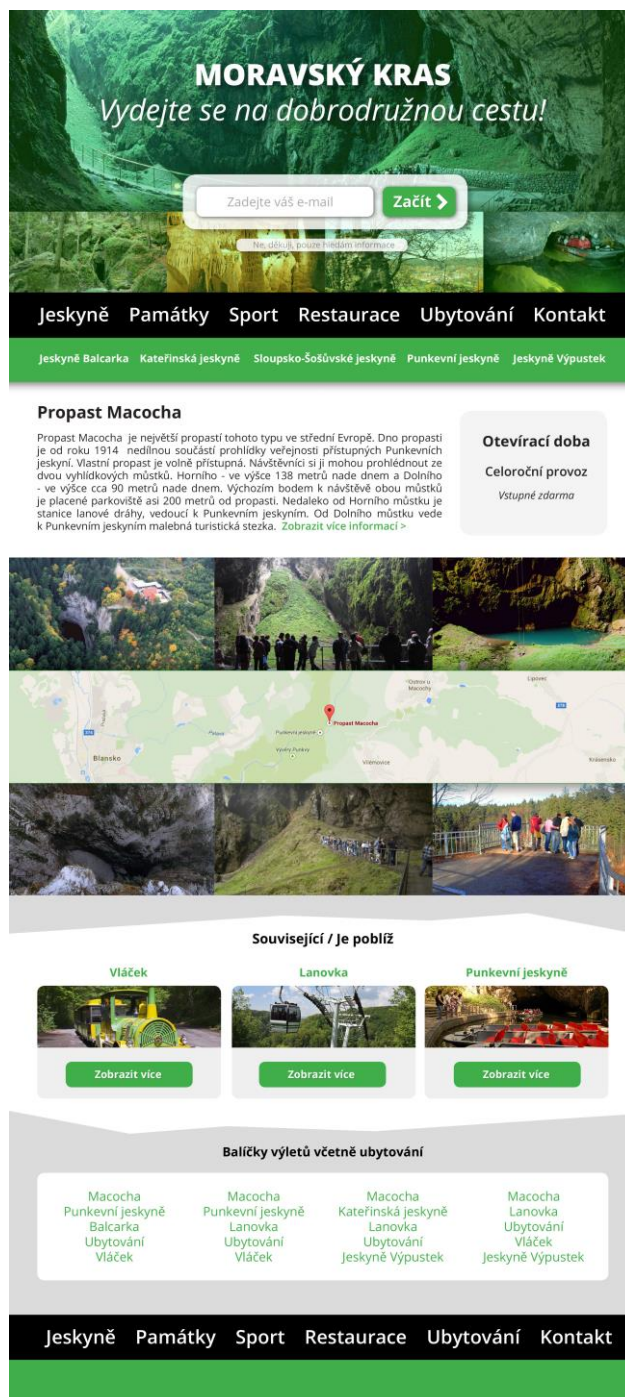 MORAVSKÝ KRAS
Vydejte se na dobrodružnou cestu!
Zadejte váš e-mail
Začít
Ne, děkuji, pouze hledám informace
Jeskyně Památky Sport Restaurace Ubytování Kontakt
Jeskyně Balcarka Kateřinská jeskyně Sloupsko-Šošůvské jeskyně Punkevní jeskyně Jeskyně Výpustek
Propast Macocha
Propast Macocha je největší propastí tohoto typu ve střední Evropě. Dno propasti
je od roku 1914 nedílnou součástí prohlídky veřejnosti přístupných Punkevních
jeskyní. Vlastní propast je volně přístupná. Návštěvníci si ji mohou prohlédnout ze
dvou vyhlídkových můstků. Horního - ve výšce 138 metrů nade dnem a Dolního
- ve výšce cca 90 metrů nade dnem. Výchozím bodem k návštěvě obou můstků
je placené parkoviště asi 200 metrů od propasti. Nedaleko od Horního můstku je
stanice lanové dráhy, vedoucí k Punkevním jeskyním. Od Dolního můstku vede
k Punkevním jeskyním malebná turistická stezka. Zobrazit více informací >
Otevírací doba
Celoroční provoz
Vstupné zdarma
Ostrov u
Macochy
Lipovec
Propast Macocha
Punkevní jeskyně
Vilémovice
Blansko
Krásensko
Související / Je poblíž
Vláček
Lanovka
Punkevní jeskyně
Zobrazit více
Zobrazit více
Zobrazit více
Balíčky výletů včetně ubytování
Macocha
Punkevní jeskyně
Balcarka
Ubytování
Vláček
Macocha
Punkevní jeskyně
Lanovka
Ubytování
Vláček
Macocha
Kateřinská jeskyně
Lanovka
Ubytování
Jeskyně Výpustek
Macocha
Lanovka
Ubytování
Vláček
Jeskyně Výpustek
Jeskyně Památky Sport Restaurace Ubytování Kontakt